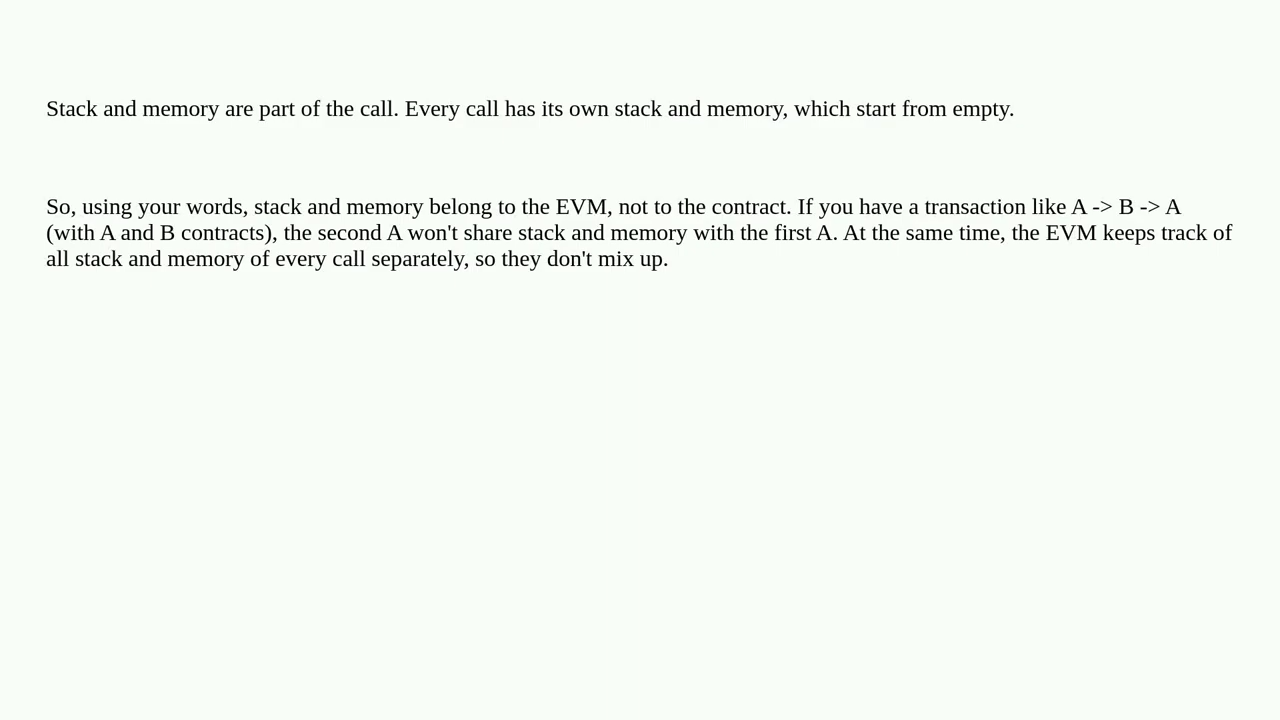 Stack and memory are part of the call. Every call has its own stack and memory, which start from empty.
So, using your words, stack and memory belong to the EVM, not to the contract. If you have a transaction like A -> B -> A
(with A and B contracts), the second A won't share stack and memory with the first A. At the same time, the EVM keeps track of
all stack and memory of every call separately, so they don't mix up.